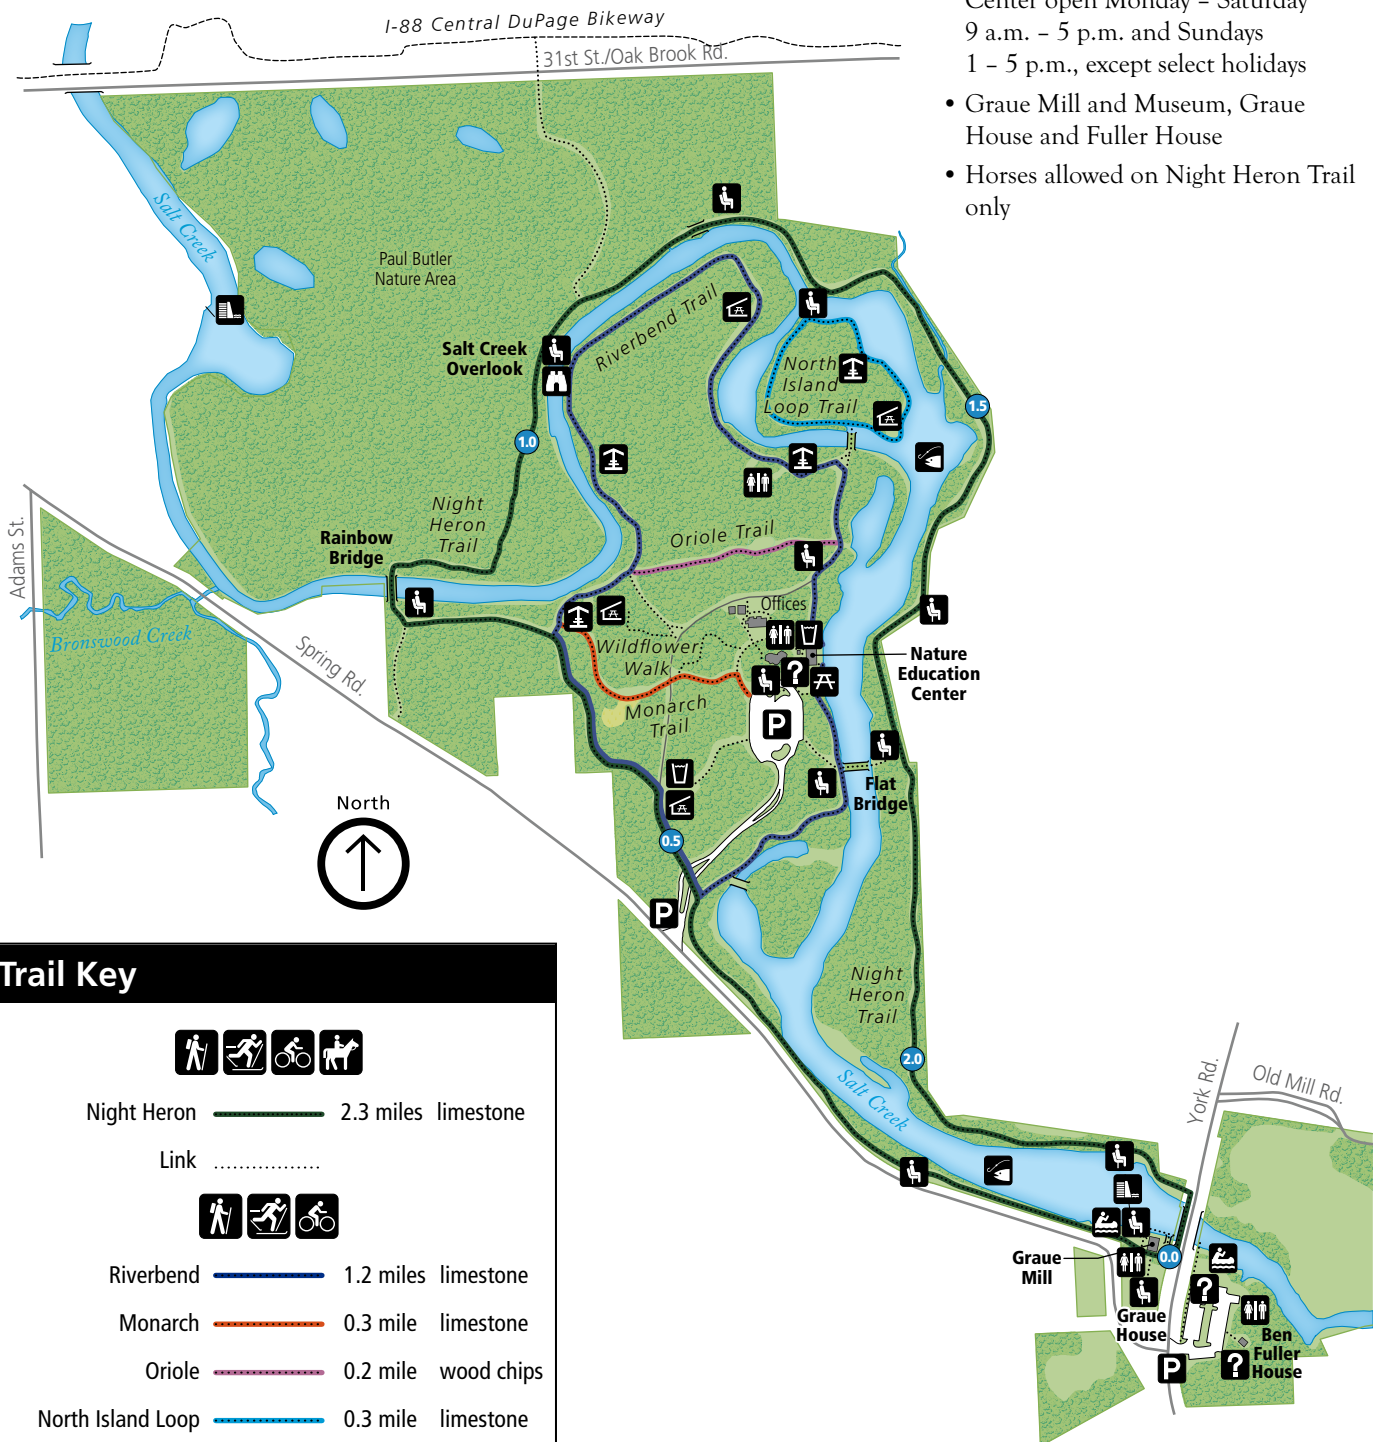 Center open Monday – Saturday
9 a.m. – 5 p.m. and Sundays
1 – 5 p.m., except select holidays
• Graue Mill and Museum, Graue
House and Fuller House
• Horses allowed on Night Heron Trail
only
I-88 Central DuPage Bikeway
31st St./Oak Brook Rd.
Salt Creek
Paul Butler
Nature Area
Salt Creek
Overlook
Riverbend Trail
North
Island
Loop Trail
1.5
1.0
Night
Heron
Trail
Rainbow
Bridge
Oriole Trail
Adams St.
Bronswood Creek
Spring Rd.
Offices
Wildflower
Walk
?
Nature
Education
Center
Monarch
Trail
P
Flat
Bridge
North
0.5
P
Night
Heron
Trail
2.0
Salt Creek
York Rd.
Old Mill Rd.
Graue
Mill
0.0
?
Graue
House
Ben
Fuller
House
?
P
Trail Key
Night Heron 2.3 miles limestone
Link
Riverbend 1.2 miles limestone
Monarch 0.3 mile limestone
Oriole 0.2 mile wood chips
North Island Loop 0.3 mile limestone